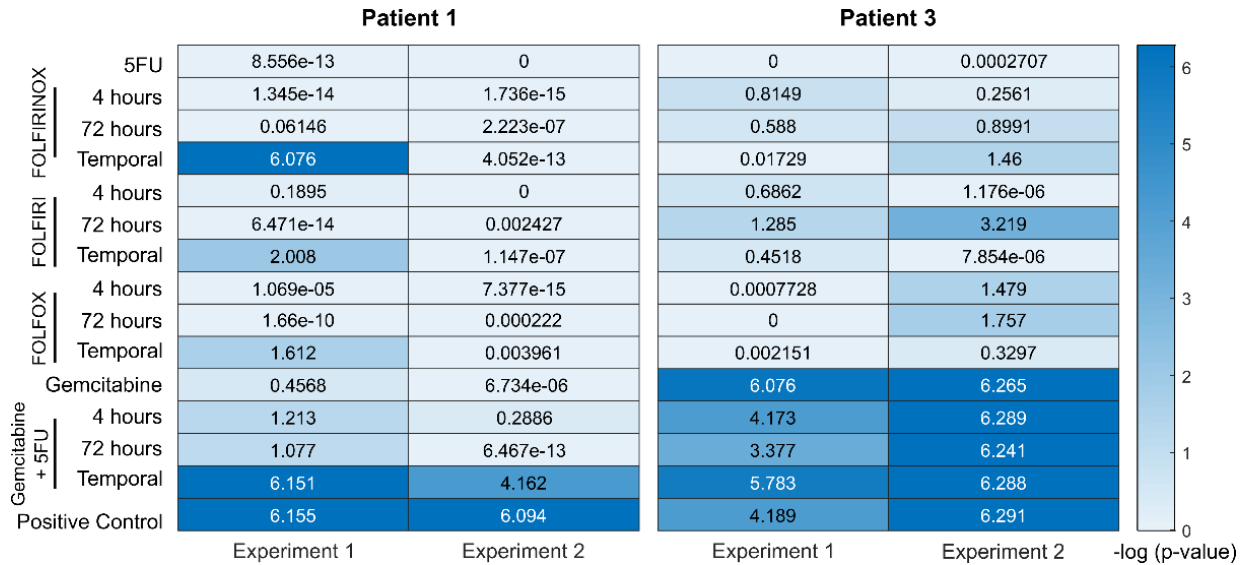 Patient 1 Patient 3
5FU 8.556e-13 0 0 0.0002707 6
FOLFIRINOX 4 hours 1.345e-14 1.736e-15 0.8149 0.2561
72 hours 0.06146 2.223e-07 0.588 0.8991 5
Temporal 6.076 4.052e-13 0.01729 1.46
FOLFIRI 4 hours 0.1895 0 0.6862 1.176e-06 4
72 hours 6.471e-14 0.002427 1.285 3.219
Temporal 2.008 1.147e-07 0.4518 7.854e-06
FOLFOX 4 hours 1.069e-05 7.377e-15 0.0007728 1.479 3
72 hours 1.66e-10 0.000222 0 1.757
Temporal 1.612 0.003961 0.002151 0.3297 2
Gemcitabine 0.4568 6.734e-06 6.076 6.265
Gemcitabine + 5FU 4 hours 1.213 0.2886 4.173 6.289
72 hours 1.077 6.467e-13 3.377 6.241 1
Temporal 6.151 4.162 5.783 6.288
Positive Control 6.155 6.094 4.189 6.291 0
Experiment 1 Experiment 2 Experiment 1 Experiment 2 -log (p-value)